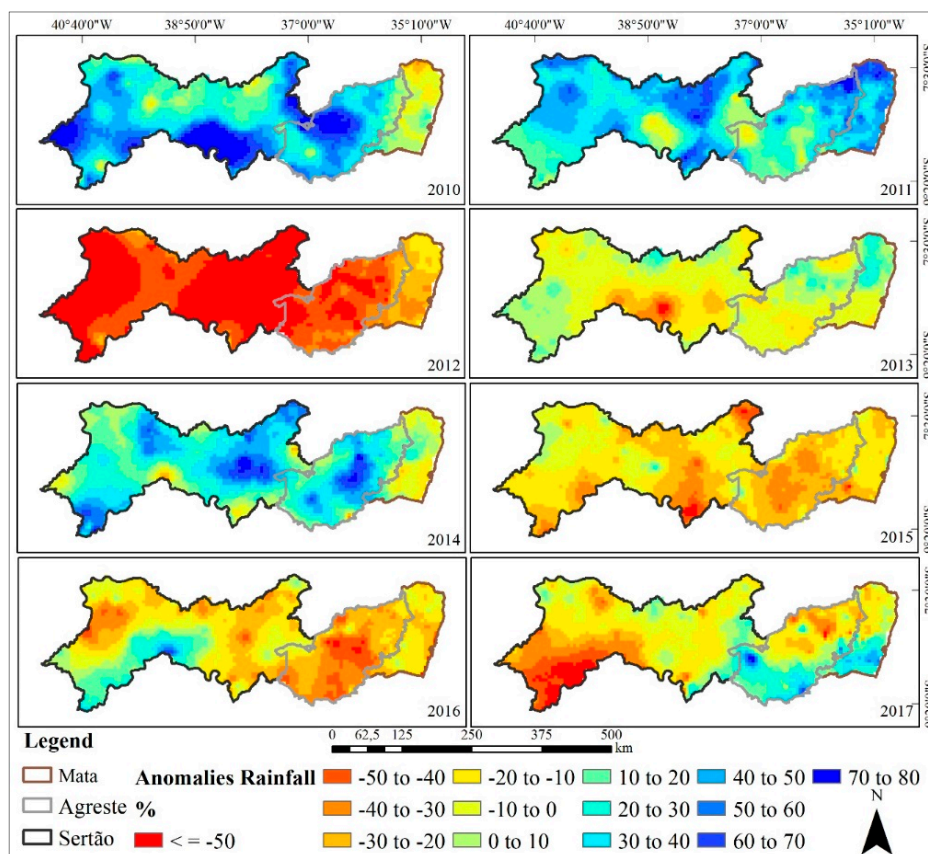 40°40'0"W 38°50'0"W 37°0'0"W 35°10'0"W 40°40'0"W 38°50'0"W 37°0'0"W 35°10'0"W
2010
2011
2012
2013
2014
2015
2016
2017
Legend
0 62,5 125 250 375 500
km
Mata
Agreste
Sertão
Anomalies Rainfall
%
< = -50
-50 to -40
-40 to -30
-30 to -20
-20 to -10
-10 to 0
0 to 10
10 to 20
20 to 30
30 to 40
40 to 50
50 to 60
60 to 70
70 to 80
N